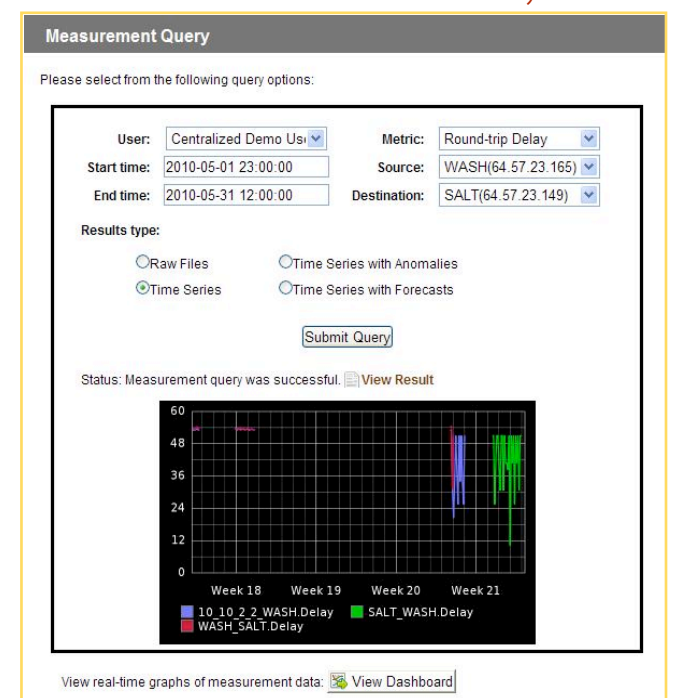 Measurement Query
Please select from the following query options:
User: Centralized Demo Us Metric: Round-trip Delay
Start time: 2010-05-01 23:00:00 Source: WASH(64.57.23.165)
End time: 2010-05-31 12:00:00 Destination: SALT(64.57.23.149)
Results type:
Raw Files Time Series with Anomalies
Time Series Time Series with Forecasts
Submit Query
Status: Measurement query was successful. View Result
60
48
36
24
12
0
Week 18 Week 19 Week 20 Week 21
10_10_2_2_WASH.Delay SALT_WASH.Delay
WASH_SALT.Delay
View real-time graphs of measurement data: View Dashboard